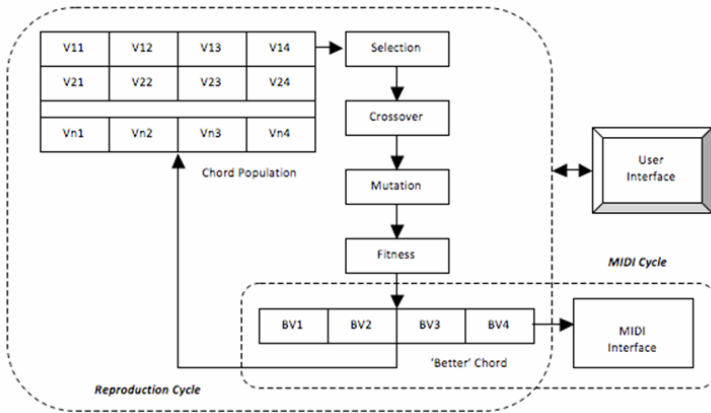 V11 V12 V13 V14
Selection
V21 V22 V23 V24
Crossover
Vn1 Vn2 Vn3 Vn4
Chord Population
Mutation
User
Interface
Fitness
MIDI Cycle
BV1 BV2 BV3 BV4
MIDI
Interface
'Better' Chord
Reproduction Cycle